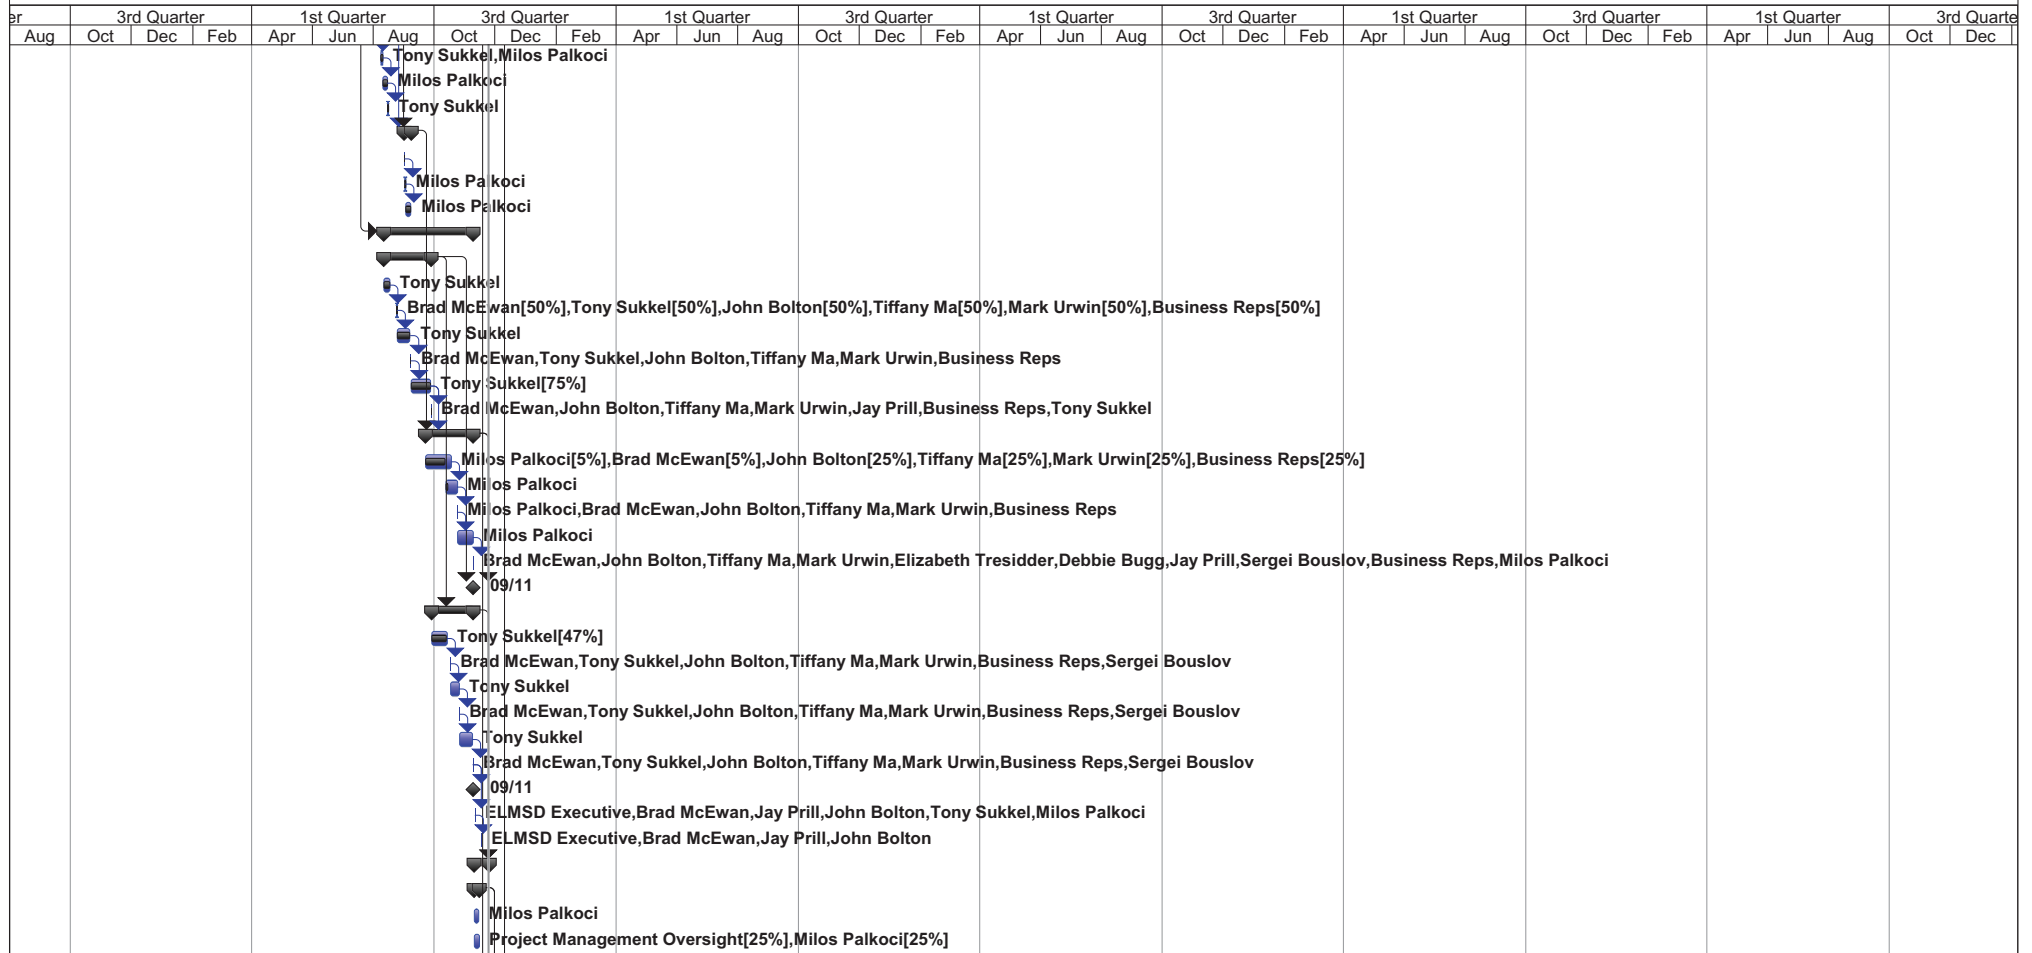 er 3rd Quarter 1st Quarter 3rd Quarter 1st Quarter 3rd Quarter 1st Quarter 3rd Quarter 1st Quarter 3rd Quarter 1st Quarter 3rd Quarte
Aug Oct Dec Feb Apr Jun Aug Oct Dec Feb Apr Jun Aug Oct Dec Feb Apr Jun Aug Oct Dec Feb Apr Jun Aug Oct Dec Feb Apr Jun Aug Oct Dec
Tony Sukkel,Milos Palkoci
Milos Palkoci
Tony Sukkel
Milos Palkoci
Milos Palkoci
Tony Sukkel
Brad McEwan[50%],Tony Sukkel[50%],John Bolton[50%],Tiffany Ma[50%],Mark Urwin[50%],Business Reps[50%]
Tony Sukkel
Brad McEwan,Tony Sukkel,John Bolton,Tiffany Ma,Mark Urwin,Business Reps
Tony Sukkel[75%]
Brad McEwan,John Bolton,Tiffany Ma,Mark Urwin,Jay Prill,Business Reps,Tony Sukkel
Milos Palkoci[5%],Brad McEwan[5%],John Bolton[25%],Tiffany Ma[25%],Mark Urwin[25%],Business Reps[25%]
Milos Palkoci
Milos Palkoci,Brad McEwan,John Bolton,Tiffany Ma,Mark Urwin,Business Reps
Milos Palkoci
Brad McEwan,John Bolton,Tiffany Ma,Mark Urwin,Elizabeth Tresidder,Debbie Bugg,Jay Prill,Sergei Bouslov,Business Reps,Milos Palkoci
09/11
Tony Sukkel[47%]
Brad McEwan,Tony Sukkel,John Bolton,Tiffany Ma,Mark Urwin,Business Reps,Sergei Bouslov
Tony Sukkel
Brad McEwan,Tony Sukkel,John Bolton,Tiffany Ma,Mark Urwin,Business Reps,Sergei Bouslov
Tony Sukkel
Brad McEwan,Tony Sukkel,John Bolton,Tiffany Ma,Mark Urwin,Business Reps,Sergei Bouslov
09/11
ELMSD Executive,Brad McEwan,Jay Prill,John Bolton,Tony Sukkel,Milos Palkoci
ELMSD Executive,Brad McEwan,Jay Prill,John Bolton
Milos Palkoci
Project Management Oversight[25%],Milos Palkoci[25%]